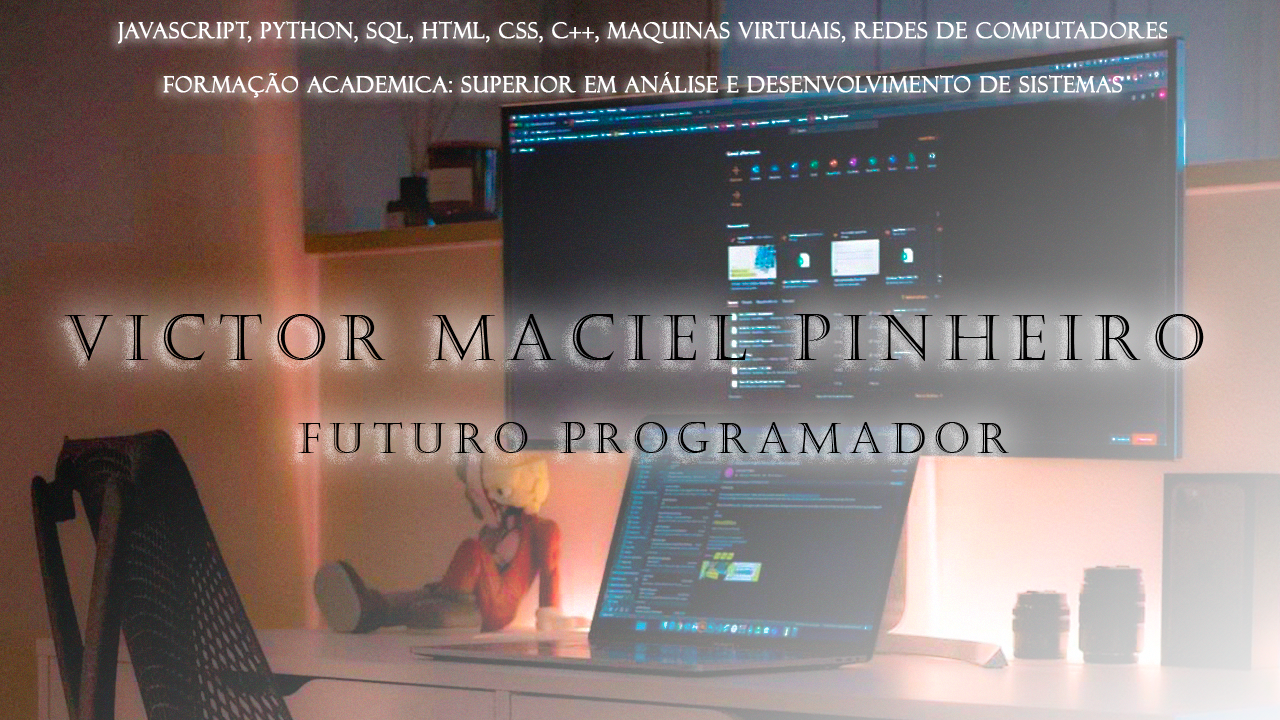 JAVASCRIPT, PYTHON, SQL, HTML, CSS, C++, MAQUINAS VIRTUAIS, REDES DE COMPUTADORES
FORMAÇÃO ACADEMICA: SUPERIOR EM ANÁLISE E DESENVOLVIMENTO DE SISTEMAS
VICTOR MACIEL PINHEIRO
FUTURO PROGRAMADOR